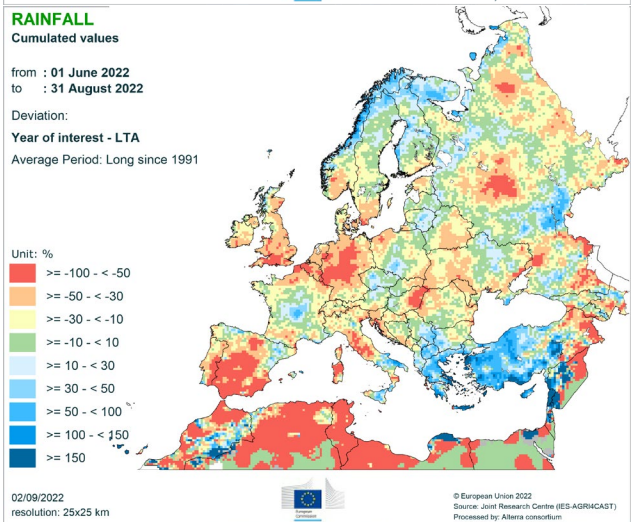 RAINFALL
Cumulated values
from : 01 June 2022
to : 31 August 2022
Deviation:
Year of interest - LTA
Average Period: Long since 1991
Unit: %
>= -100 - < -50
>= -50 - < -30
>= -30 - < -10
>= -10 - < 10
>= 10 - < 30
>= 30 - < 50
>= 50 - < 100
>= 100 - < 150
>= 150
02/09/2022
resolution: 25x25 km
European
Commission
© European Union 2022
Source: Joint Research Centre (IES-AGRI4CAST)
Processed by: Alterra consortium